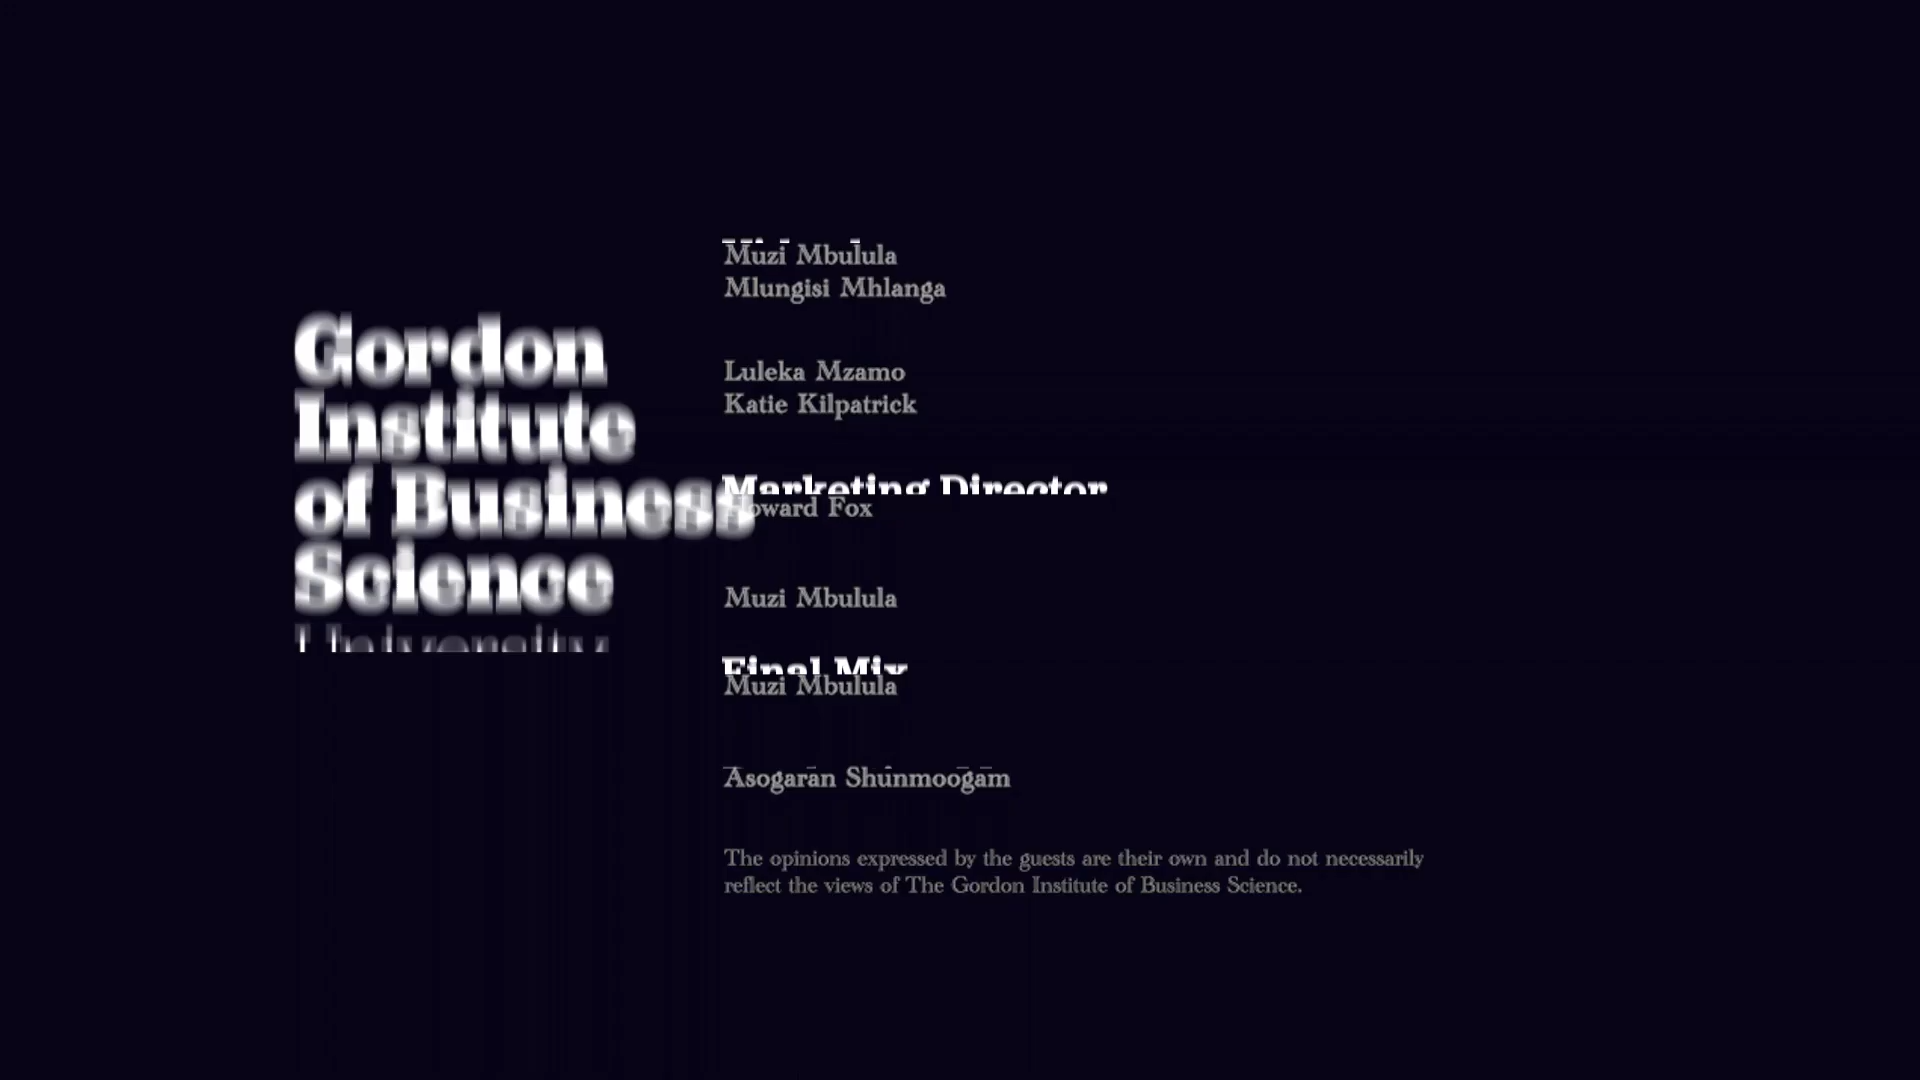 Gordon
Institute
of Business
Science
University
Muzi Mbulula
Mlungisi Mhlanga
Luleka Mzamo
Katie Kilpatrick
Marketing Director
Howard Fox
Muzi Mbulula
Final Mix
Muzi Mbulula
Asogaran Shunmoogam
The opinions expressed by the guests are their own and do not necessarily
reflect the views of The Gordon Institute of Business Science.